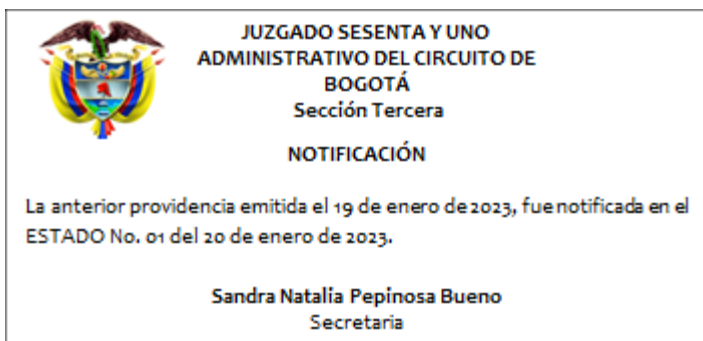 JUZGADO SESENTA Y UNO
ADMINISTRATIVO DEL CIRCUITO DE
BOGOTÁ
Sección Tercera
NOTIFICACIÓN
La anterior providencia emitida el 19 de enero de 2023, fue notificada en el
ESTADO No. 01 del 20 de enero de 2023.
Sandra Natalia Pepinosa Bueno
Secretaria